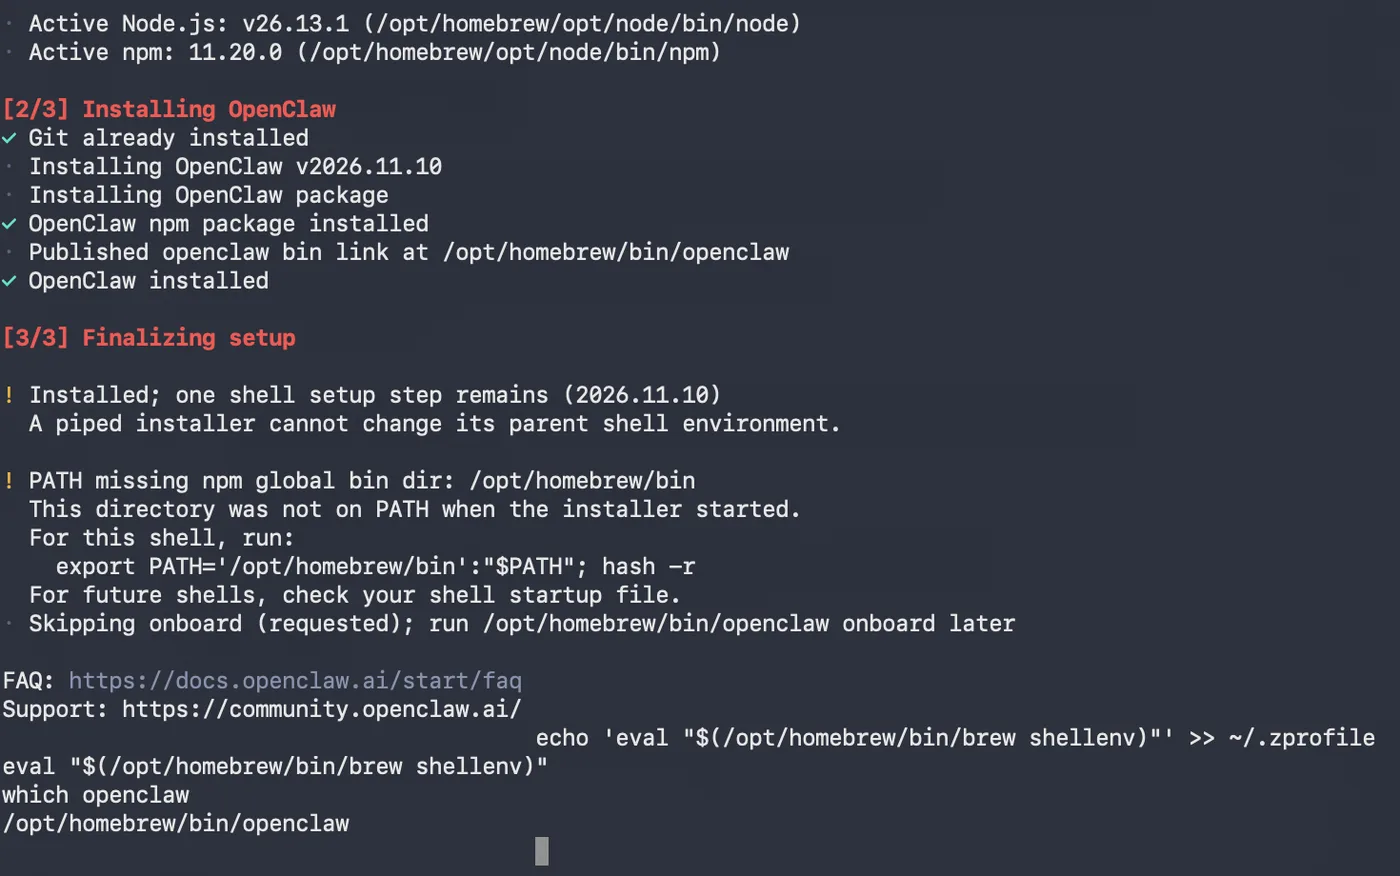 · Active Node.js: v26.13.1 (/opt/homebrew/opt/node/bin/node)
· Active npm: 11.20.0 (/opt/homebrew/opt/node/bin/npm)
[2/3] Installing OpenClaw
✓ Git already installed
· Installing OpenClaw v2026.11.10
· Installing OpenClaw package
✓ OpenClaw npm package installed
· Published openclaw bin link at /opt/homebrew/bin/openclaw
✓ OpenClaw installed
[3/3] Finalizing setup
! Installed; one shell setup step remains (2026.11.10)
A piped installer cannot change its parent shell environment.
! PATH missing npm global bin dir: /opt/homebrew/bin
This directory was not on PATH when the installer started.
For this shell, run:
export PATH='/opt/homebrew/bin':"$PATH"; hash -r
For future shells, check your shell startup file.
· Skipping onboard (requested); run /opt/homebrew/bin/openclaw onboard later
FAQ: https://docs.openclaw.ai/start/faq
Support: https://community.openclaw.ai/
echo 'eval "$(/opt/homebrew/bin/brew shellenv)"' >> ~/.zprofile
eval "$(/opt/homebrew/bin/brew shellenv)"
which openclaw
/opt/homebrew/bin/openclaw